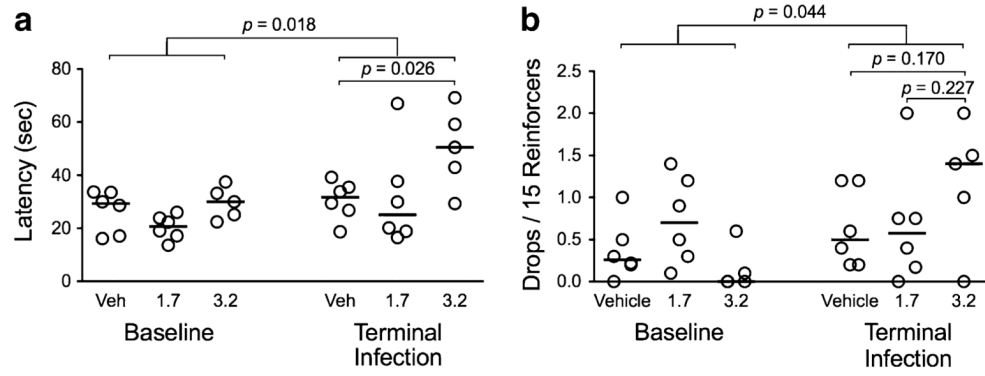 a
p = 0.018
p = 0.026
Latency (sec)
80
60
40
20
0
Veh 1.7 3.2 Veh 1.7 3.2
Baseline Terminal
Infection
b
p = 0.044
p = 0.170
p = 0.227
Drops / 15 Reinforcers
2.5
2.0
1.5
1.0
0.5
0.0
Vehicle 1.7 3.2 Vehicle 1.7 3.2
Baseline Terminal
Infection